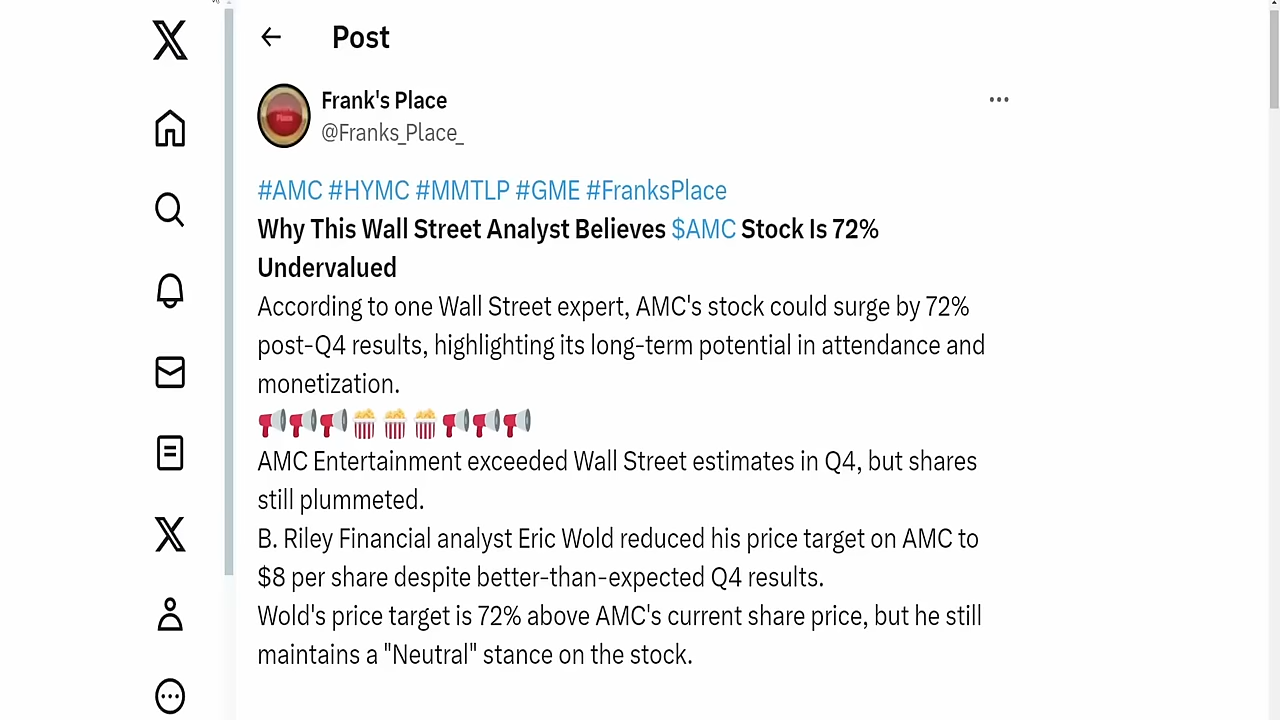 Post
Frank's Place
@Franks_Place_
#AMC #HYMC #MMTLP #GME #FranksPlace
Why This Wall Street Analyst Believes $AMC Stock Is 72%
Undervalued
According to one Wall Street expert, AMC's stock could surge by 72%
post-Q4 results, highlighting its long-term potential in attendance and
monetization.
AMC Entertainment exceeded Wall Street estimates in Q4, but shares
still plummeted.
B. Riley Financial analyst Eric Wold reduced his price target on AMC to
$8 per share despite better-than-expected Q4 results.
Wold's price target is 72% above AMC's current share price, but he still
maintains a "Neutral" stance on the stock.